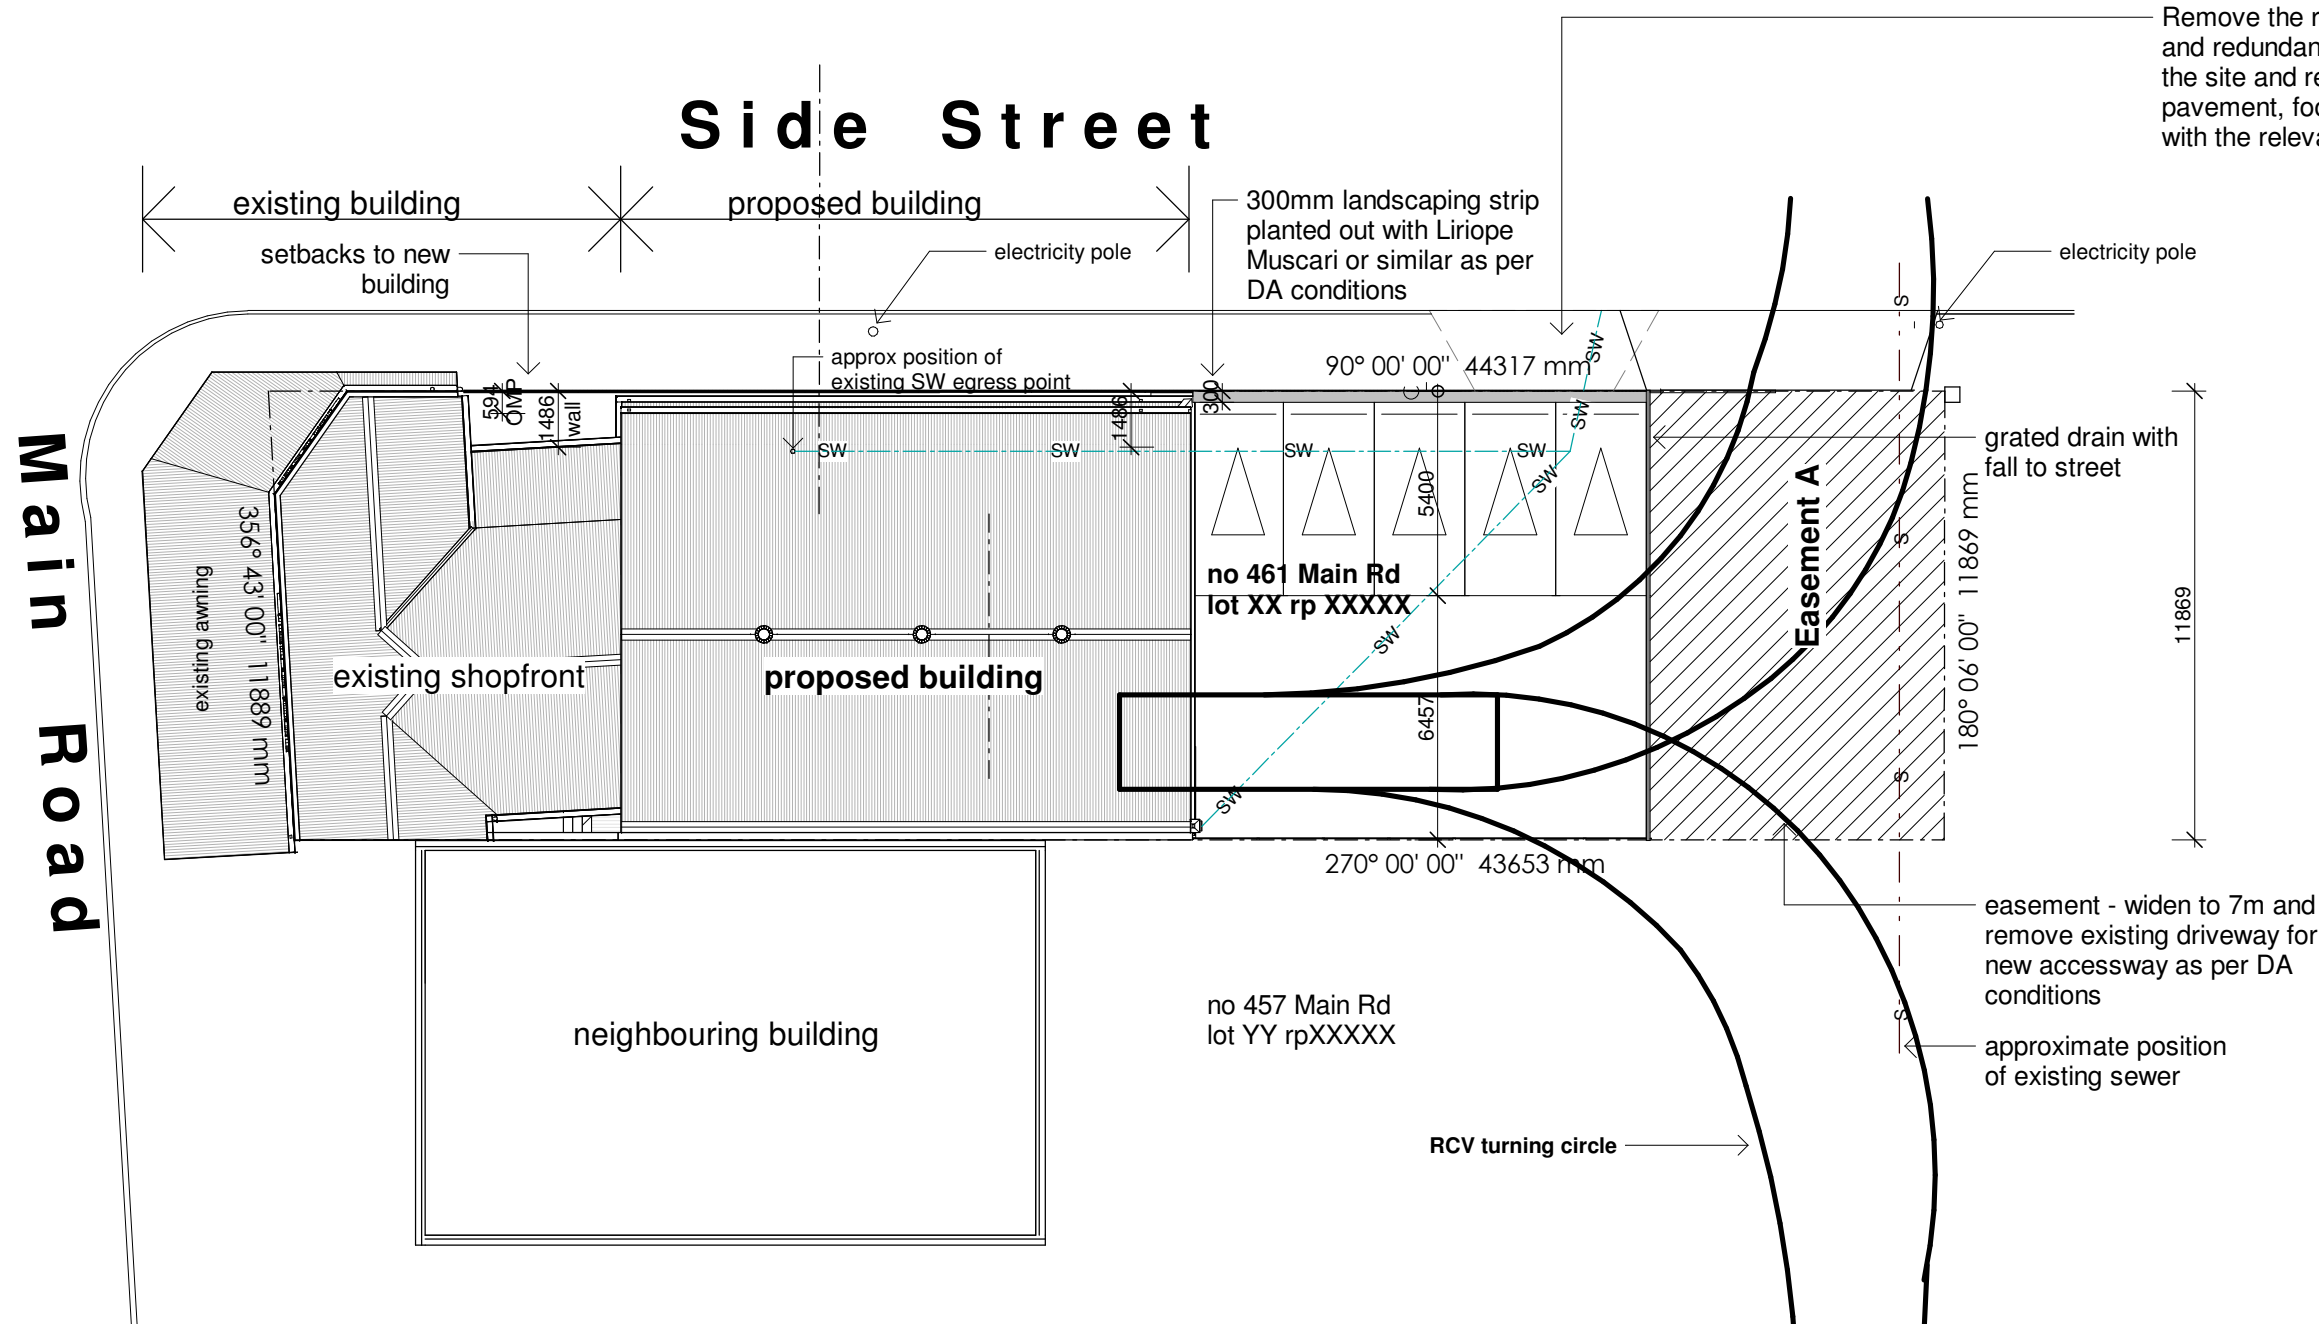 Remove the
and
the site and
pavement,
with the
Side Street
existing building
proposed building
setbacks to new
building
electricity pole
300mm landscaping strip
planted out with Liriope
Muscari or similar as per
DA conditions
electricity pole
approx position of
existing SW egress point
90° 00' 00" 44317 mm
594
OMP
1486
wall
1486
300
SW
SW
SW
SW
SW
SW
SW
SW
SW
5400
6457
S
S
S
S
grated drain with
fall to street
Main Road
existing awning
356° 43' 00" 11889 mm
existing shopfront
proposed building
no 461 Main Rd
lot XX rp XXXXX
Easement A
180° 06' 00" 11869 mm
11869
270° 00' 00" 43653 mm
easement - widen to 7m and
remove existing driveway for
new accessway as per DA
conditions
neighbouring building
no 457 Main Rd
lot YY rpXXXXX
approximate position
of existing sewer
RCV turning circle